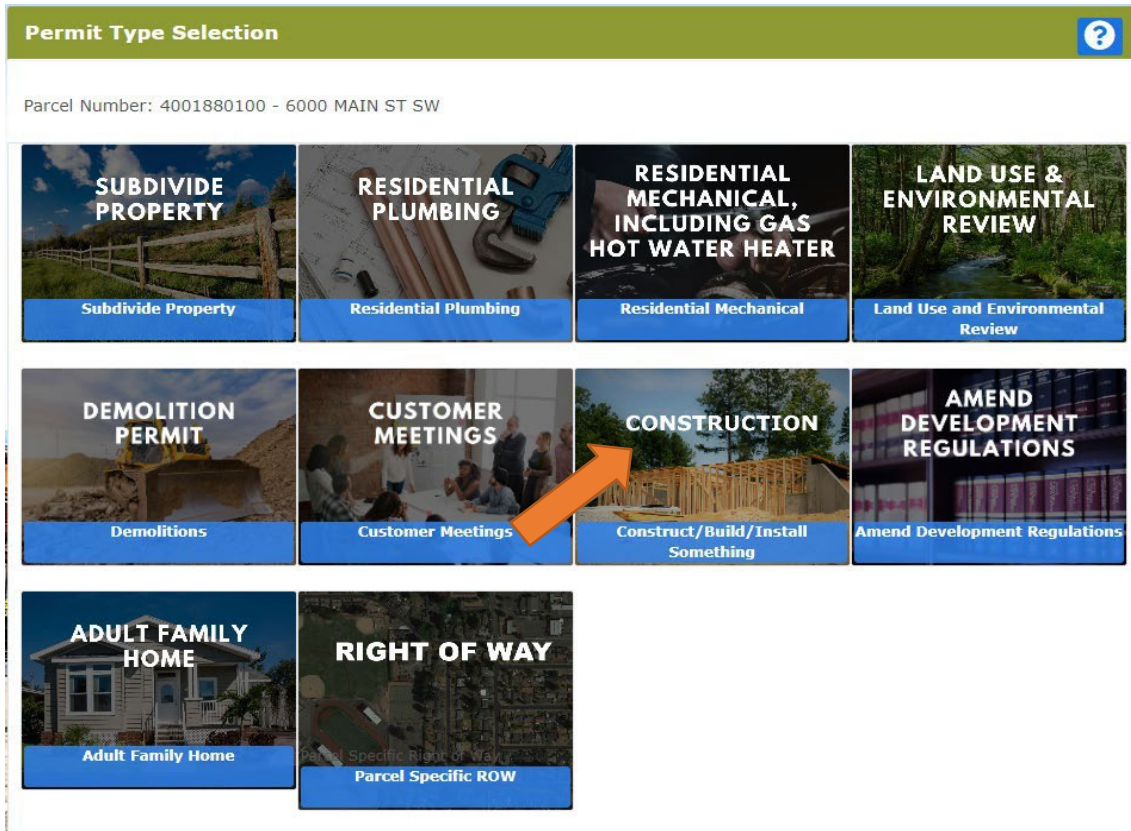 Permit Type Selection
?
Parcel Number: 4001880100 - 6000 MAIN ST SW
SUBDIVIDE
PROPERTY
Subdivide Property
RESIDENTIAL
PLUMBING
Residential Plumbing
RESIDENTIAL
MECHANICAL,
INCLUDING GAS
HOT WATER HEATER
Residential Mechanical
LAND USE &
ENVIRONMENTAL
REVIEW
Land Use and Environmental
Review
DEMOLITION
PERMIT
Demolitions
CUSTOMER
MEETINGS
Customer Meetings
CONSTRUCTION
Construct/Build/Install
Something
AMEND
DEVELOPMENT
REGULATIONS
Amend Development Regulations
ADULT FAMILY
HOME
Adult Family Home
RIGHT OF WAY
Parcel Specific Right of Way
Parcel Specific ROW